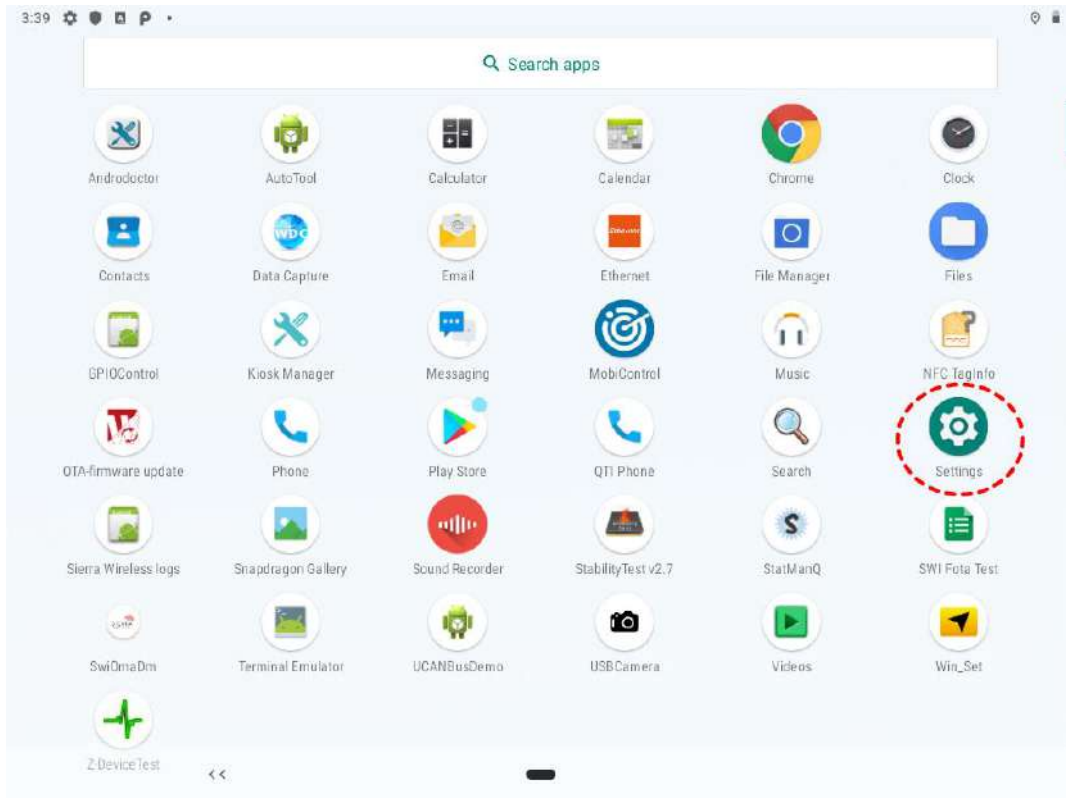 3:39
Search apps
Androdoctor AutoTool Calculator Calendar Chrome Clock
Contacts Data Capture Email Ethernet File Manager Files
GPIOControl Kiosk Manager Messaging MobiControl Music NFC TagInfo
OTA-firmware update Phone Play Store QTI Phone Search Settings
Sierra Wireless logs Snapdragon Gallery Sound Recorder StabilityTest v2.7 StatManQ SWI Fota Test
SwiOmaDm Terminal Emulator UCANBusDemo USBCamera Videos Win_Set
Z-DeviceTest
<<